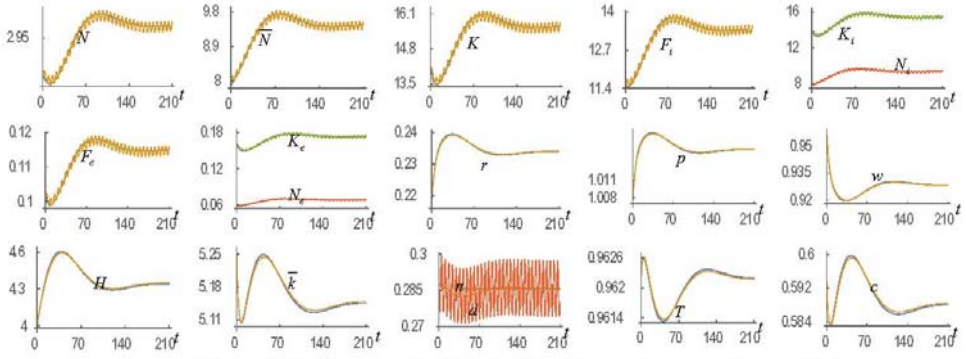 2.95 N 0 70 140 210 t
9.8 8.9 8 N̅ 0 70 140 210 t
16.1 14.8 13.5 K 0 70 140 210 t
14 12.7 11.4 F_i 0 70 140 210 t
16 12 8 K_i N_i 0 70 140 210 t
0.12 0.11 0.1 F_e 0 70 140 210 t
0.18 0.12 0.06 K_e N_e 0 70 140 210 t
0.24 0.23 0.22 r 0 70 140 210 t
1.011 1.008 p 0 70 140 210 t
0.95 0.935 0.92 w 0 70 140 210 t
4.6 4.3 4 H 0 70 140 210 t
5.25 5.18 5.11 k̅ 0 70 140 210 t
0.3 0.285 0.27 n d 0 70 140 210 t
0.9626 0.962 0.9614 T 0 70 140 210 t
0.6 0.592 0.584 c 0 70 140 210 t